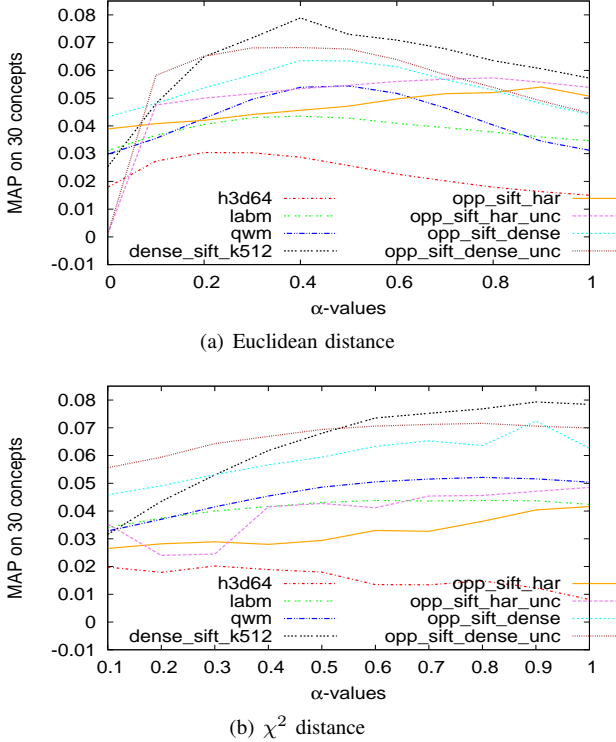 0.08
0.07
0.06
0.05
0.04
0.03
0.02
0.01
0
-0.01
MAP on 30 concepts
h3d64
labm
qwm
dense_sift_k512
opp_sift_har
opp_sift_har_unc
opp_sift_dense
opp_sift_dense_unc
0 0.2 0.4 0.6 0.8 1
α-values
(a) Euclidean distance
0.08
0.07
0.06
0.05
0.04
0.03
0.02
0.01
0
-0.01
MAP on 30 concepts
h3d64
labm
qwm
dense_sift_k512
opp_sift_har
opp_sift_har_unc
opp_sift_dense
opp_sift_dense_unc
0.1 0.2 0.3 0.4 0.5 0.6 0.7 0.8 0.9 1
α-values
(b) χ² distance